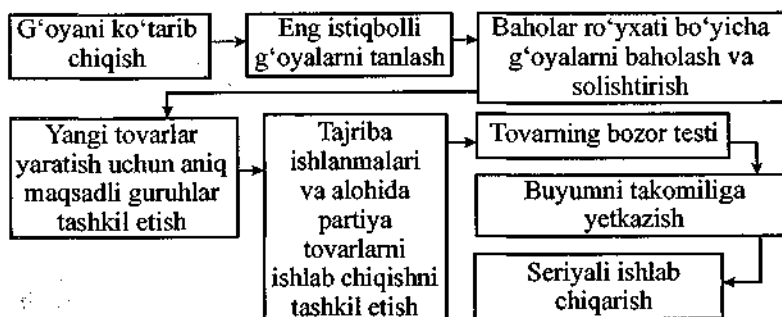 G‘oyani ko‘tarib
chiqish
Eng istiqbolli
g‘oyalarni tanlash
Baholar ro‘yxati bo‘yicha
g‘oyalarni baholash va
solishtirish
Yangi tovarlar
yaratish uchun aniq
maqsadli guruhlar
tashkil etish
Tajriba
ishlanmalari
va alohida
partiya
tovarlarni
ishlab chiqishni
tashkil etish
Tovarning bozor testi
Buyumni takomiliga
yetkazish
Seriyali ishlab
chiqarish